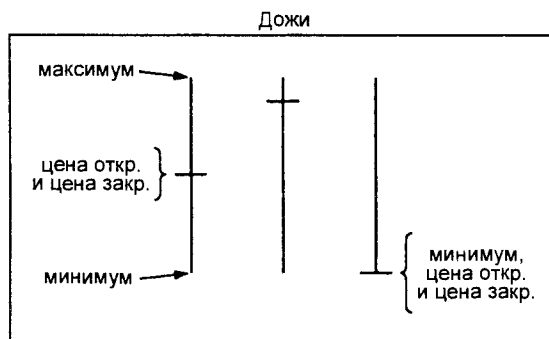 Дожи
максимум
цена откр.
и цена закр.
минимум
минимум,
цена откр.
и цена закр.